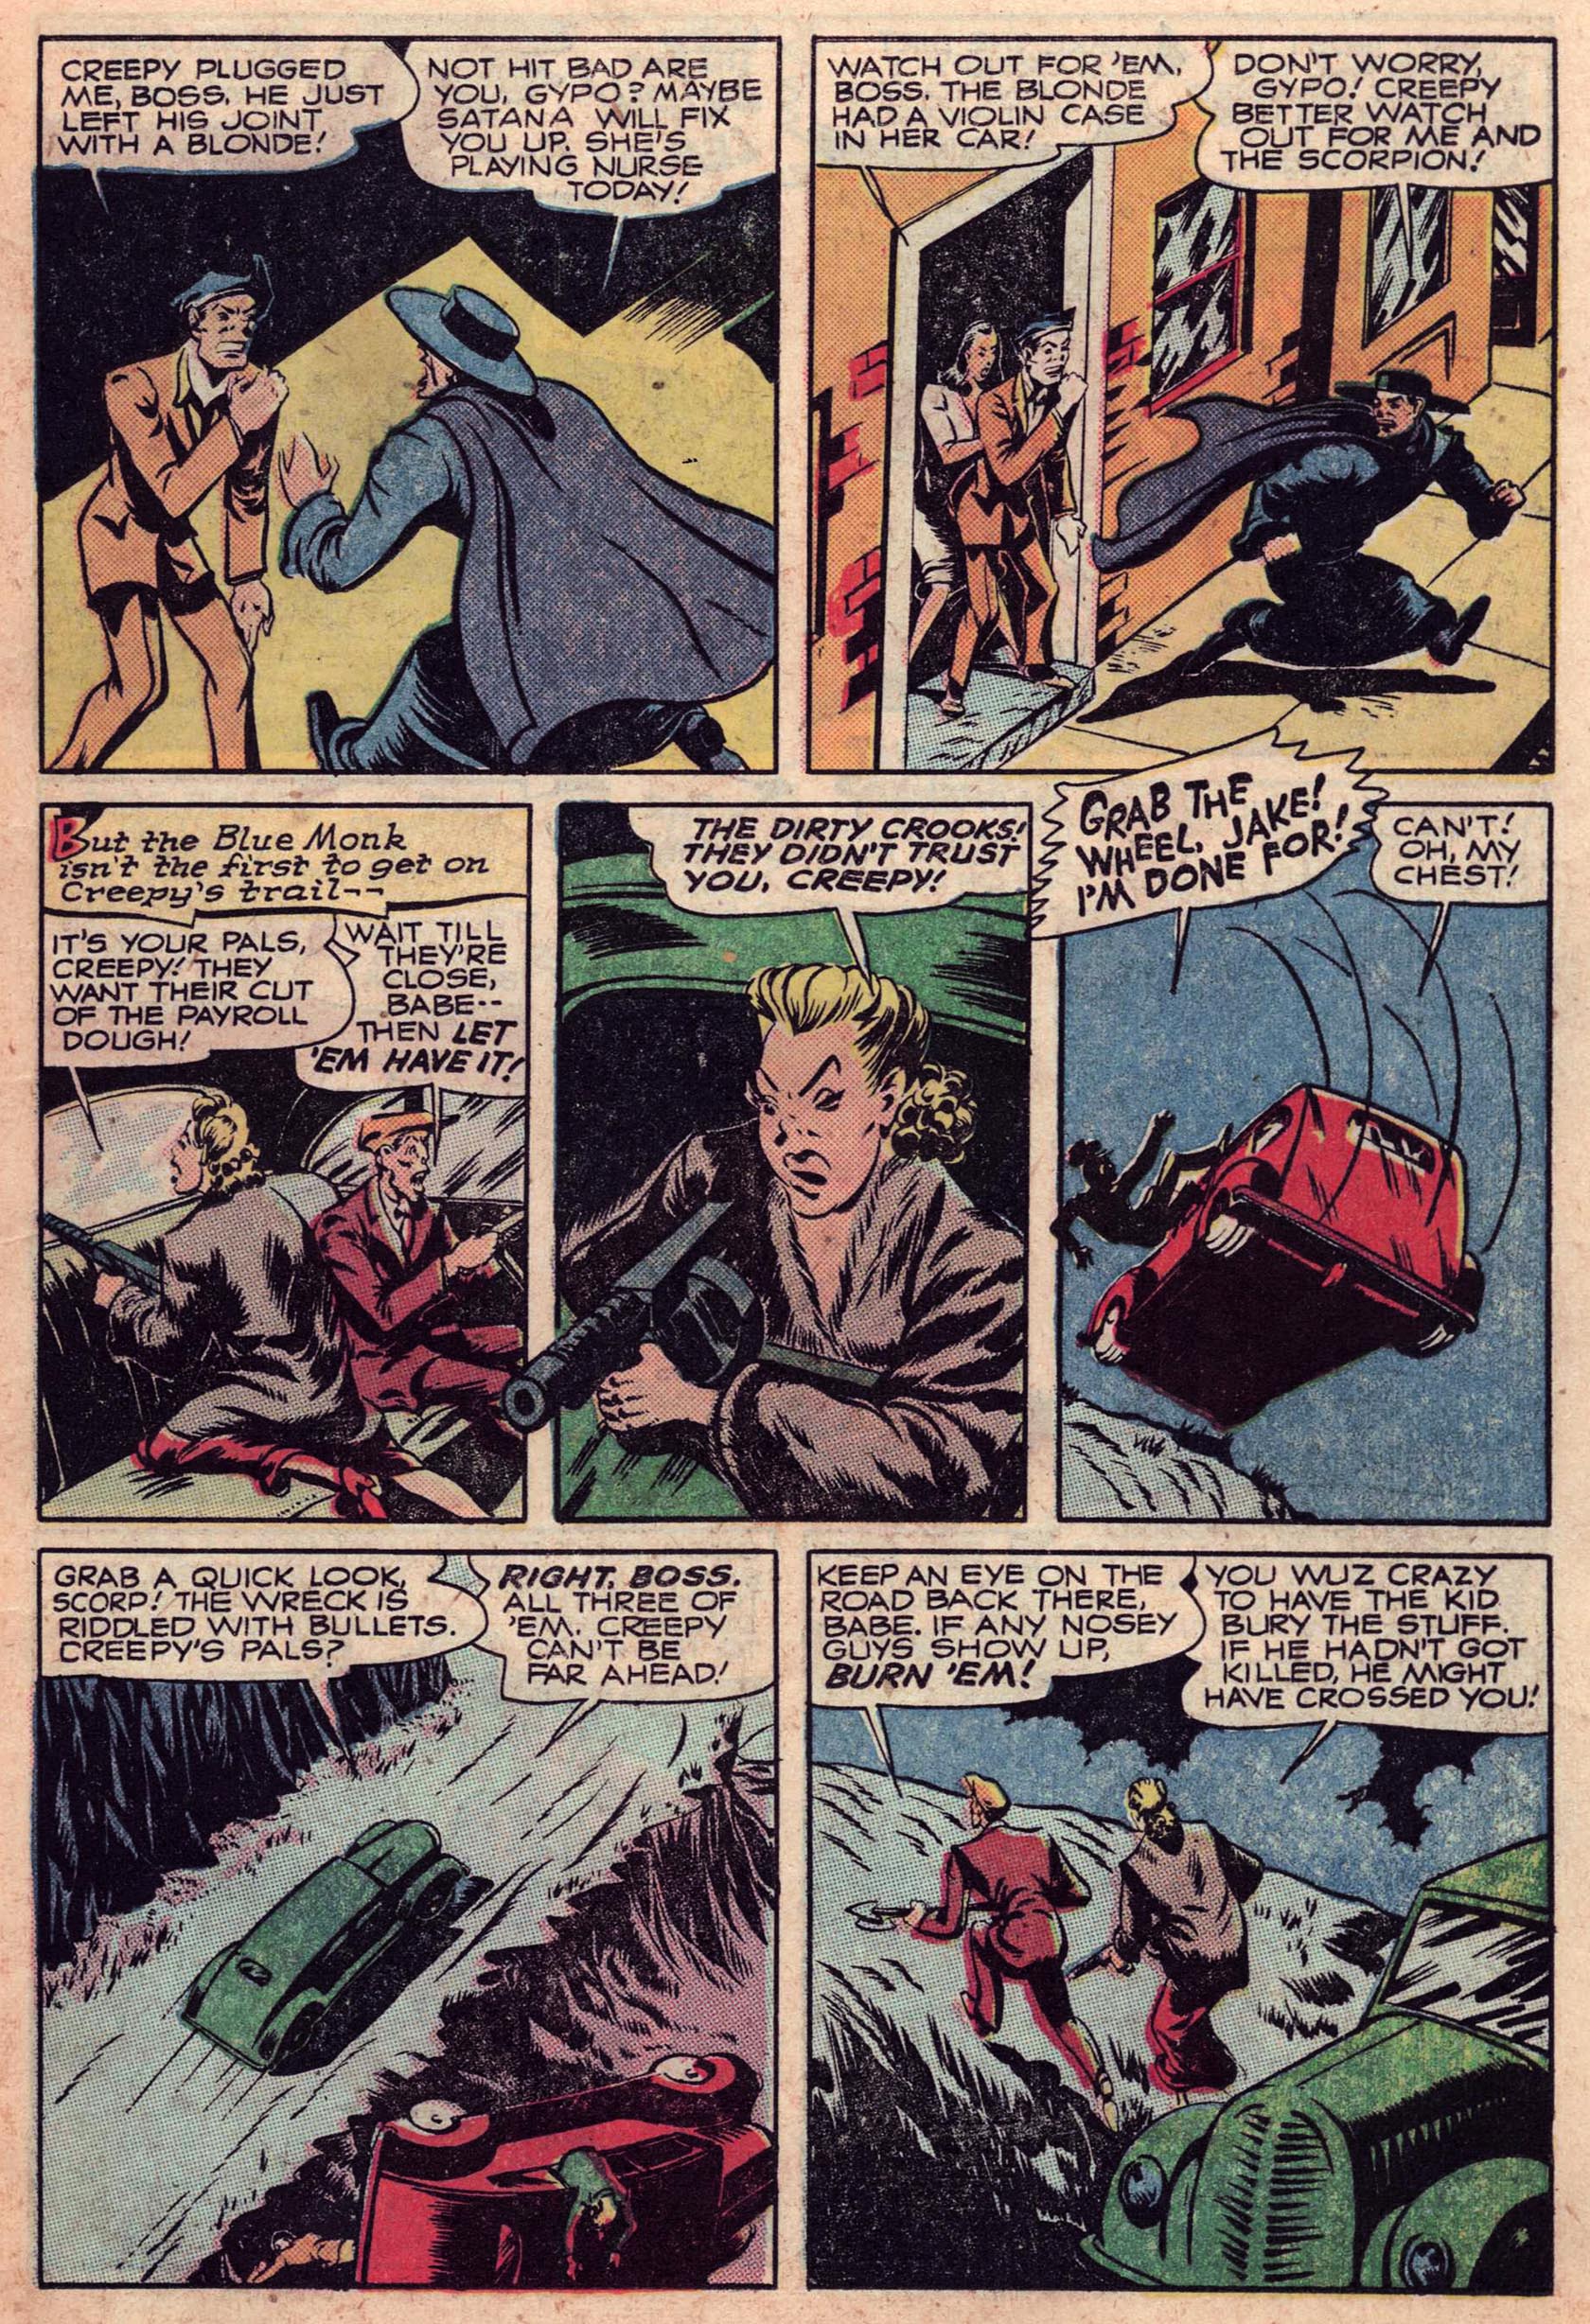 CREEPY PLUGGED
ME, BOSS. HE JUST
LEFT HIS JOINT
WITH A BLONDE!
NOT HIT BAD ARE
YOU, GYPO? MAYBE
SATANA WILL FIX
YOU UP. SHE'S
PLAYING NURSE
TODAY!
WATCH OUT FOR 'EM,
BOSS. THE BLONDE
HAD A VIOLIN CASE
IN HER CAR!
DON'T WORRY,
GYPO! CREEPY
BETTER WATCH
OUT FOR ME AND
THE SCORPION!
But the Blue Monk
isn't the first to get on
Creepy's trail--
IT'S YOUR PALS,
CREEPY! THEY
WANT THEIR CUT
OF THE PAYROLL
DOUGH!
WAIT TILL
THEY'RE
CLOSE,
BABE--
THEN LET
'EM HAVE IT!
THE DIRTY CROOKS!
THEY DIDN'T TRUST
YOU, CREEPY!
GRAB THE
WHEEL, JAKE!
I'M DONE FOR!
CAN'T!
OH, MY
CHEST!
GRAB A QUICK LOOK,
SCORP! THE WRECK IS
RIDDLED WITH BULLETS.
CREEPY'S PALS?
RIGHT, BOSS.
ALL THREE OF
'EM. CREEPY
CAN'T BE
FAR AHEAD!
KEEP AN EYE ON THE
ROAD BACK THERE,
BABE. IF ANY NOSEY
GUYS SHOW UP,
BURN 'EM!
YOU WUZ CRAZY
TO HAVE THE KID
BURY THE STUFF.
IF HE HADN'T GOT
KILLED, HE MIGHT
HAVE CROSSED YOU!